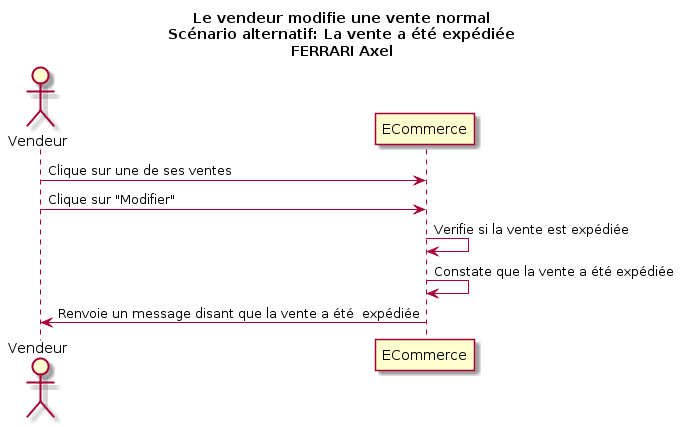 Le vendeur modifie une vente normal
Scénario alternatif: La vente a été expédiée
FERRARI Axel
Vendeur
ECommerce
Clique sur une de ses ventes
Clique sur "Modifier"
Verifie si la vente est expédiée
Constate que la vente a été expédiée
Renvoie un message disant que la vente a été  expédiée
Vendeur
ECommerce